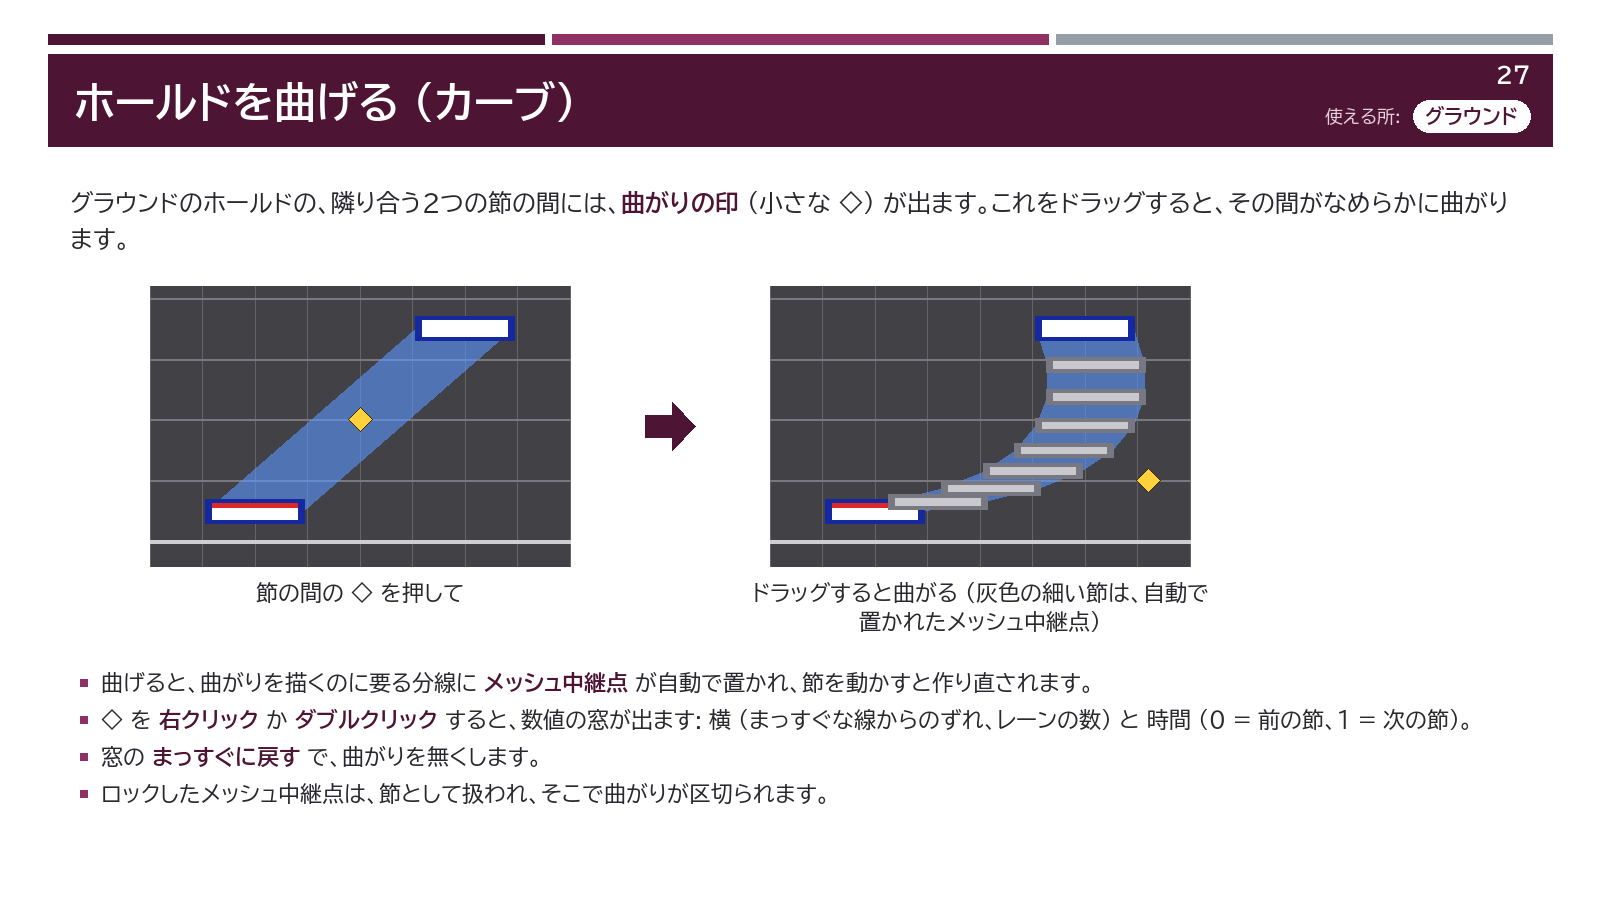 ホールドを曲げる（カーブ）
27
使える所: グラウンド
グラウンドのホールドの、隣り合う2つの節の間には、曲がりの印（小さな ◇）が出ます。これをドラッグすると、その間がなめらかに曲がり
ます。
節の間の ◇ を押して
ドラッグすると曲がる（灰色の細い節は、自動で
置かれたメッシュ中継点）
曲げると、曲がりを描くのに要る分線に メッシュ中継点 が自動で置かれ、節を動かすと作り直されます。
◇ を 右クリック か ダブルクリック すると、数値の窓が出ます: 横（まっすぐな線からのずれ、レーンの数）と 時間（0 = 前の節、1 = 次の節）。
窓の まっすぐに戻す で、曲がりを無くします。
ロックしたメッシュ中継点は、節として扱われ、そこで曲がりが区切られます。